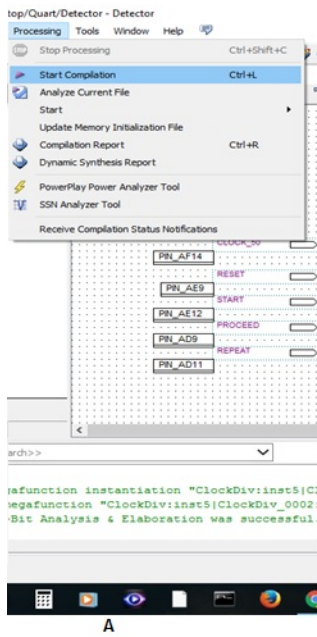 top/Quart/Detector - Detector
Processing Tools Window Help
Stop Processing Ctrl+Shift+C
Start Compilation Ctrl+L
Analyze Current File
Start
Update Memory Initialization File
Compilation Report Ctrl+R
Dynamic Synthesis Report
PowerPlay Power Analyzer Tool
SSN Analyzer Tool
Receive Compilation Status Notifications
CLOCK_50
PIN_AF14
RESET
PIN_AE9
START
PIN_AE12
PROCEED
PIN_AD9
REPEAT
PIN_AD11
arch>>
gafunction instantiation "ClockDiv:inst5|Cl
megafunction "ClockDiv:inst5|ClockDiv_0002:
-Bit Analysis & Elaboration was successful.
A